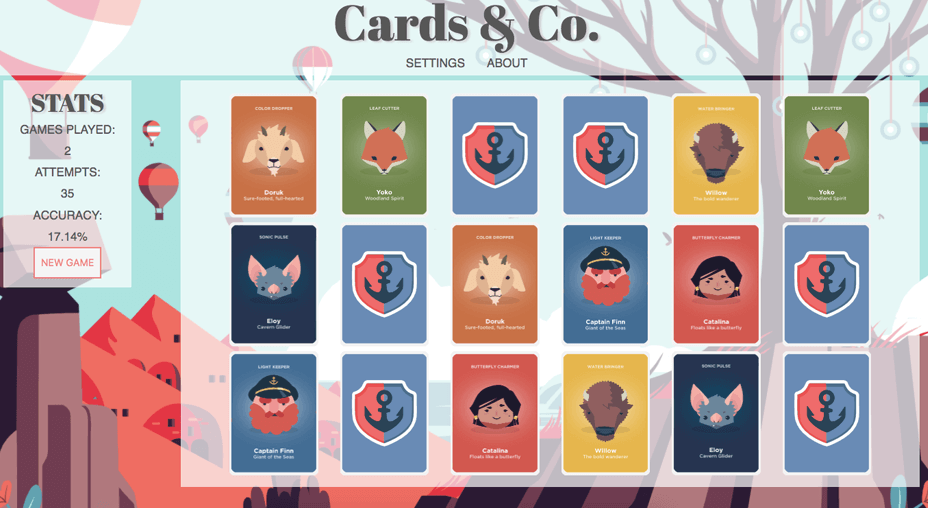 Cards & Co.
SETTINGS ABOUT
STATS
GAMES PLAYED:
2
ATTEMPTS:
35
ACCURACY:
17.14%
NEW GAME
COLOR DROPPER
Doruk
Sure-footed, full-hearted
LEAF CUTTER
Yoko
Woodland Spirit
WATER BRINGER
Willow
The bold wanderer
LEAF CUTTER
Yoko
Woodland Spirit
SONIC PULSE
Eloy
Cavern Glider
COLOR DROPPER
Doruk
Sure-footed, full-hearted
LIGHT KEEPER
Captain Finn
Giant of the Seas
BUTTERFLY CHARMER
Catalina
Floats like a butterfly
LIGHT KEEPER
Captain Finn
Giant of the Seas
BUTTERFLY CHARMER
Catalina
Floats like a butterfly
WATER BRINGER
Willow
The bold wanderer
SONIC PULSE
Eloy
Cavern Glider